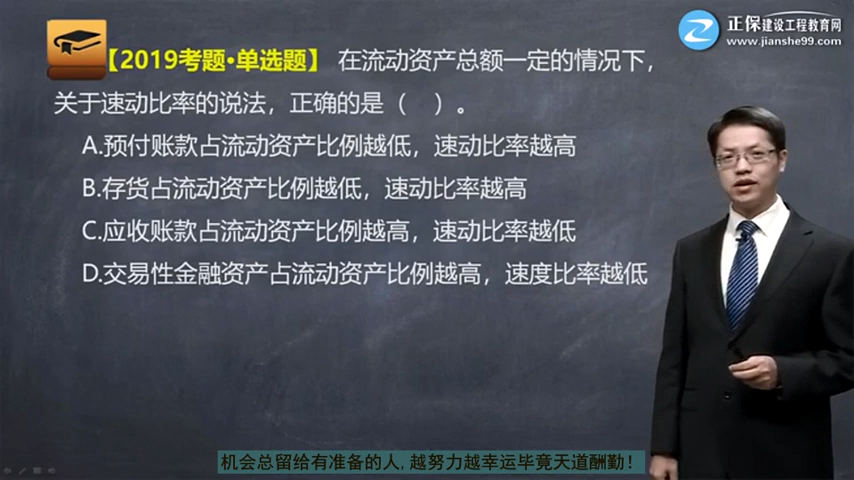 正保建设工程教育网
www.jianshe99.com
【2019考题·单选题】 在流动资产总额一定的情况下，
关于速动比率的说法，正确的是（ ）。
A.预付账款占流动资产比例越低，速动比率越高
B.存货占流动资产比例越低，速动比率越高
C.应收账款占流动资产比例越高，速动比率越低
D.交易性金融资产占流动资产比例越高，速度比率越低
机会总留给有准备的人,越努力越幸运毕竟天道酬勤!